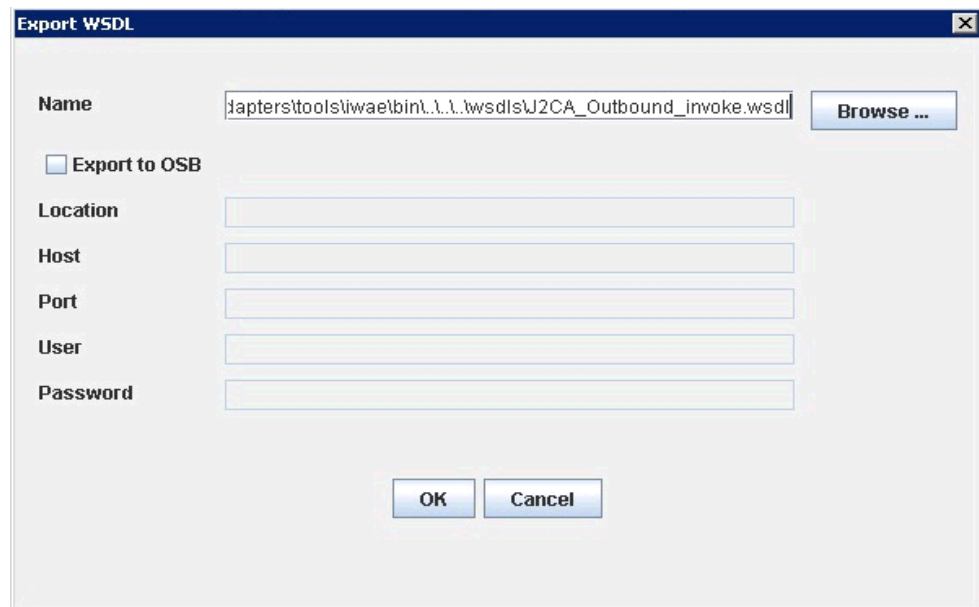 Export WSDL
Name
dapters\tools\iwae\bin\..\..\..\wsdls\J2CA_Outbound_invoke.wsdl
Browse ...
Export to OSB
Location
Host
Port
User
Password
OK
Cancel